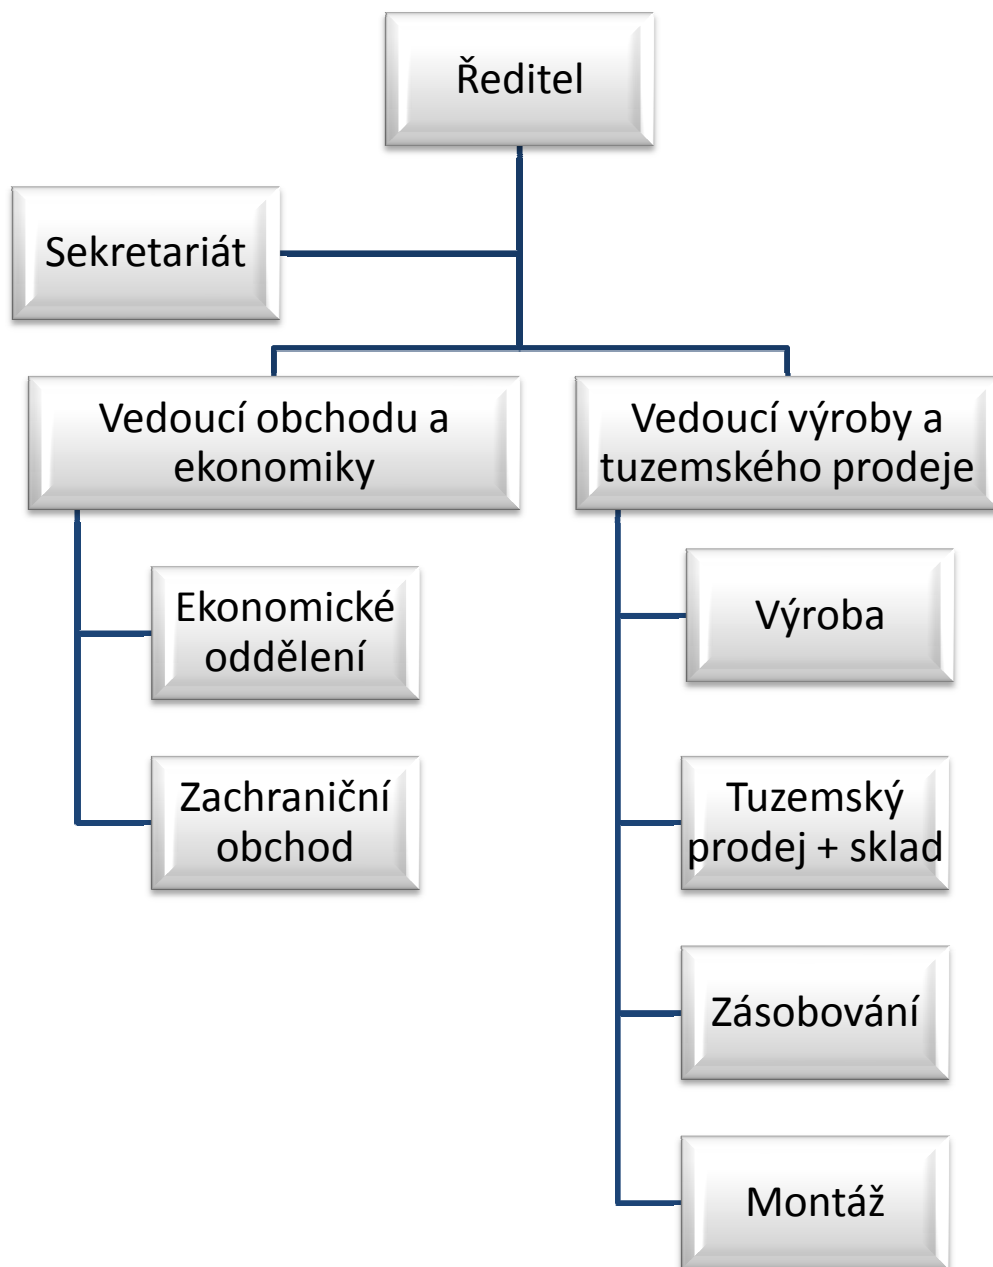 Ředitel
Sekretariát
Vedoucí obchodu a
ekonomiky
Vedoucí výroby a
tuzemského prodeje
Ekonomické
oddělení
Zachraniční
obchod
Výroba
Tuzemský
prodej + sklad
Zásobování
Montáž